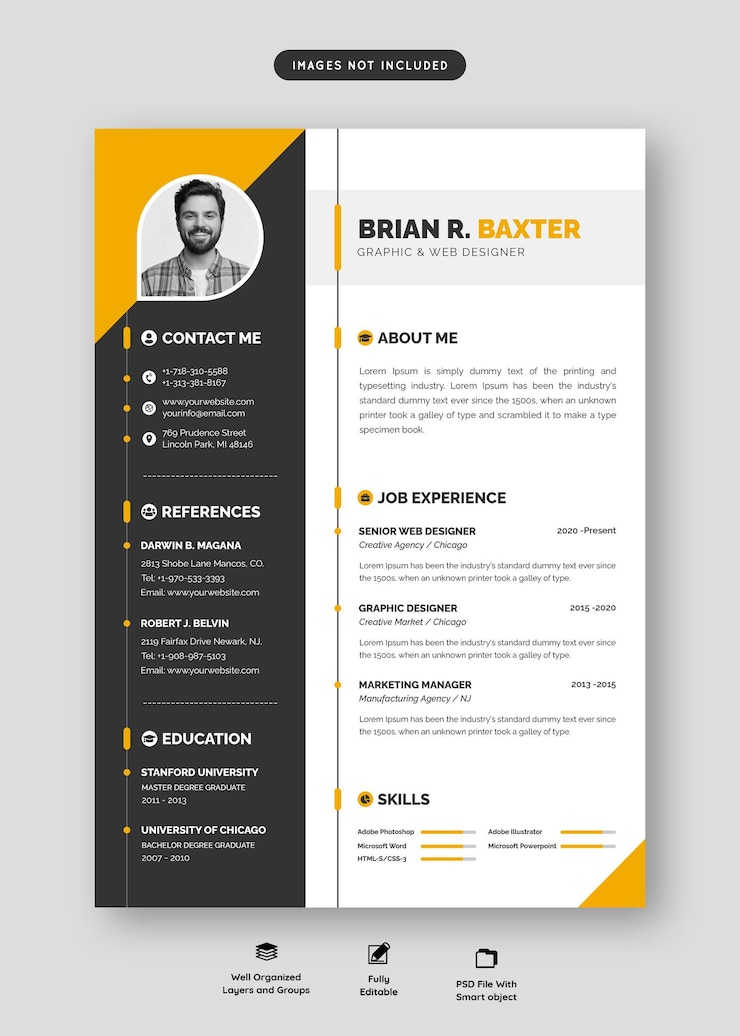 IMAGES NOT INCLUDED
BRIAN R. BAXTER
GRAPHIC & WEB DESIGNER
CONTACT ME
+1-718-310-5588
+1-313-381-8167
www.yourwebsite.com
yourinfo@email.com
769 Prudence Street
Lincoln Park, MI 48146
REFERENCES
DARWIN B. MAGANA
2813 Shobe Lane Mancos, CO.
Tel: +1-970-533-3393
Email: www.yourwebsite.com
ROBERT J. BELVIN
2119 Fairfax Drive Newark, NJ.
Tel: +1-908-987-5103
Email: www.yourwebsite.com
EDUCATION
STANFORD UNIVERSITY
MASTER DEGREE GRADUATE
2011 - 2013
UNIVERSITY OF CHICAGO
BACHELOR DEGREE GRADUATE
2007 - 2010
ABOUT ME
Lorem Ipsum is simply dummy text of the printing and
typesetting industry. Lorem Ipsum has been the industry's
standard dummy text ever since the 1500s, when an unknown
printer took a galley of type and scrambled it to make a type
specimen book.
JOB EXPERIENCE
SENIOR WEB DESIGNER 2020 -Present
Creative Agency / Chicago
Lorem Ipsum has been the industry's standard dummy text ever since
the 1500s, when an unknown printer took a galley of type.
GRAPHIC DESIGNER 2015 -2020
Creative Market / Chicago
Lorem Ipsum has been the industry's standard dummy text ever since
the 1500s, when an unknown printer took a galley of type.
MARKETING MANAGER 2013 -2015
Manufacturing Agency / NJ
Lorem Ipsum has been the industry's standard dummy text ever since
the 1500s, when an unknown printer took a galley of type.
SKILLS
Adobe Photoshop Adobe Illustrator
Microsoft Word Microsoft Powerpoint
HTML-S/CSS-3
Well Organized
Layers and Groups
Fully
Editable
PSD File With
Smart object